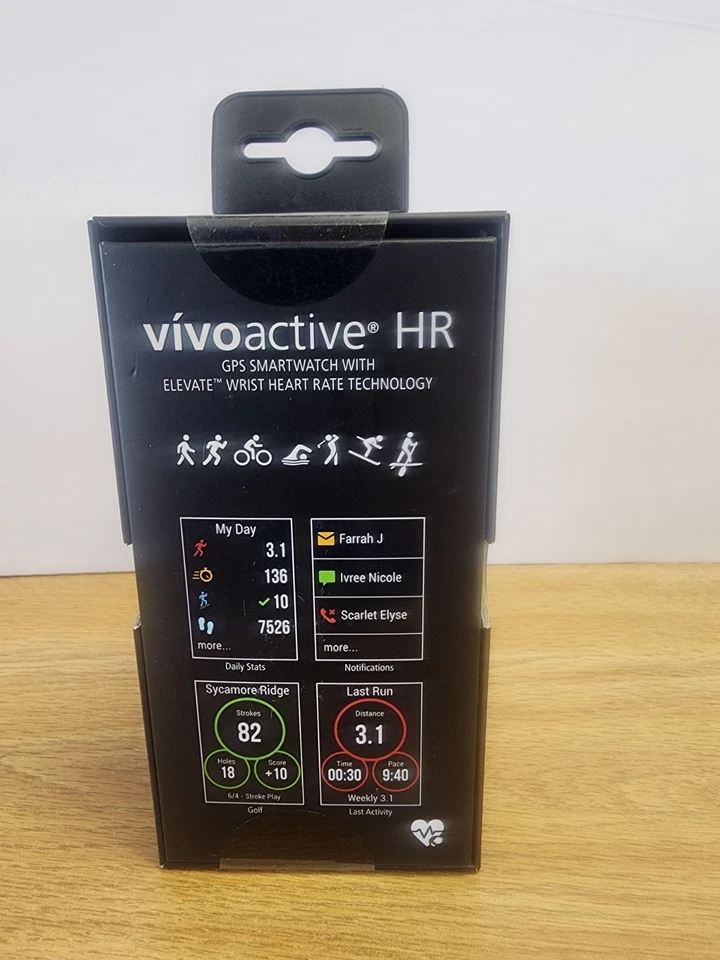 vívoactive® HR
GPS SMARTWATCH WITH
ELEVATE™ WRIST HEART RATE TECHNOLOGY
My Day
3.1
136
10
7526
more...
Daily Stats
Farrah J
Ivree Nicole
Scarlet Elyse
more...
Notifications
Sycamore Ridge
Strokes
82
Holes
18
Score
+10
6/4 - Stroke Play
Golf
Last Run
Distance
3.1
Time
00:30
Pace
9:40
Weekly 3.1
Last Activity